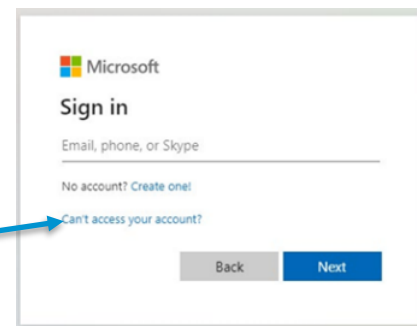 Microsoft
Sign in
Email, phone, or Skype
No account? Create one!
Can't access your account?
Back Next